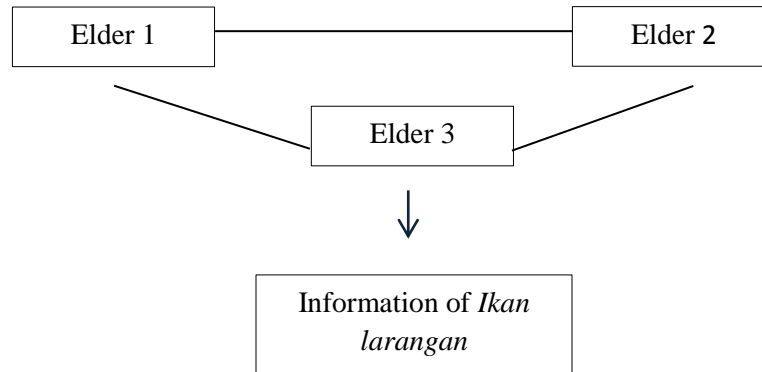 Elder 1
Elder 2
Elder 3
Information of Ikan
larangan